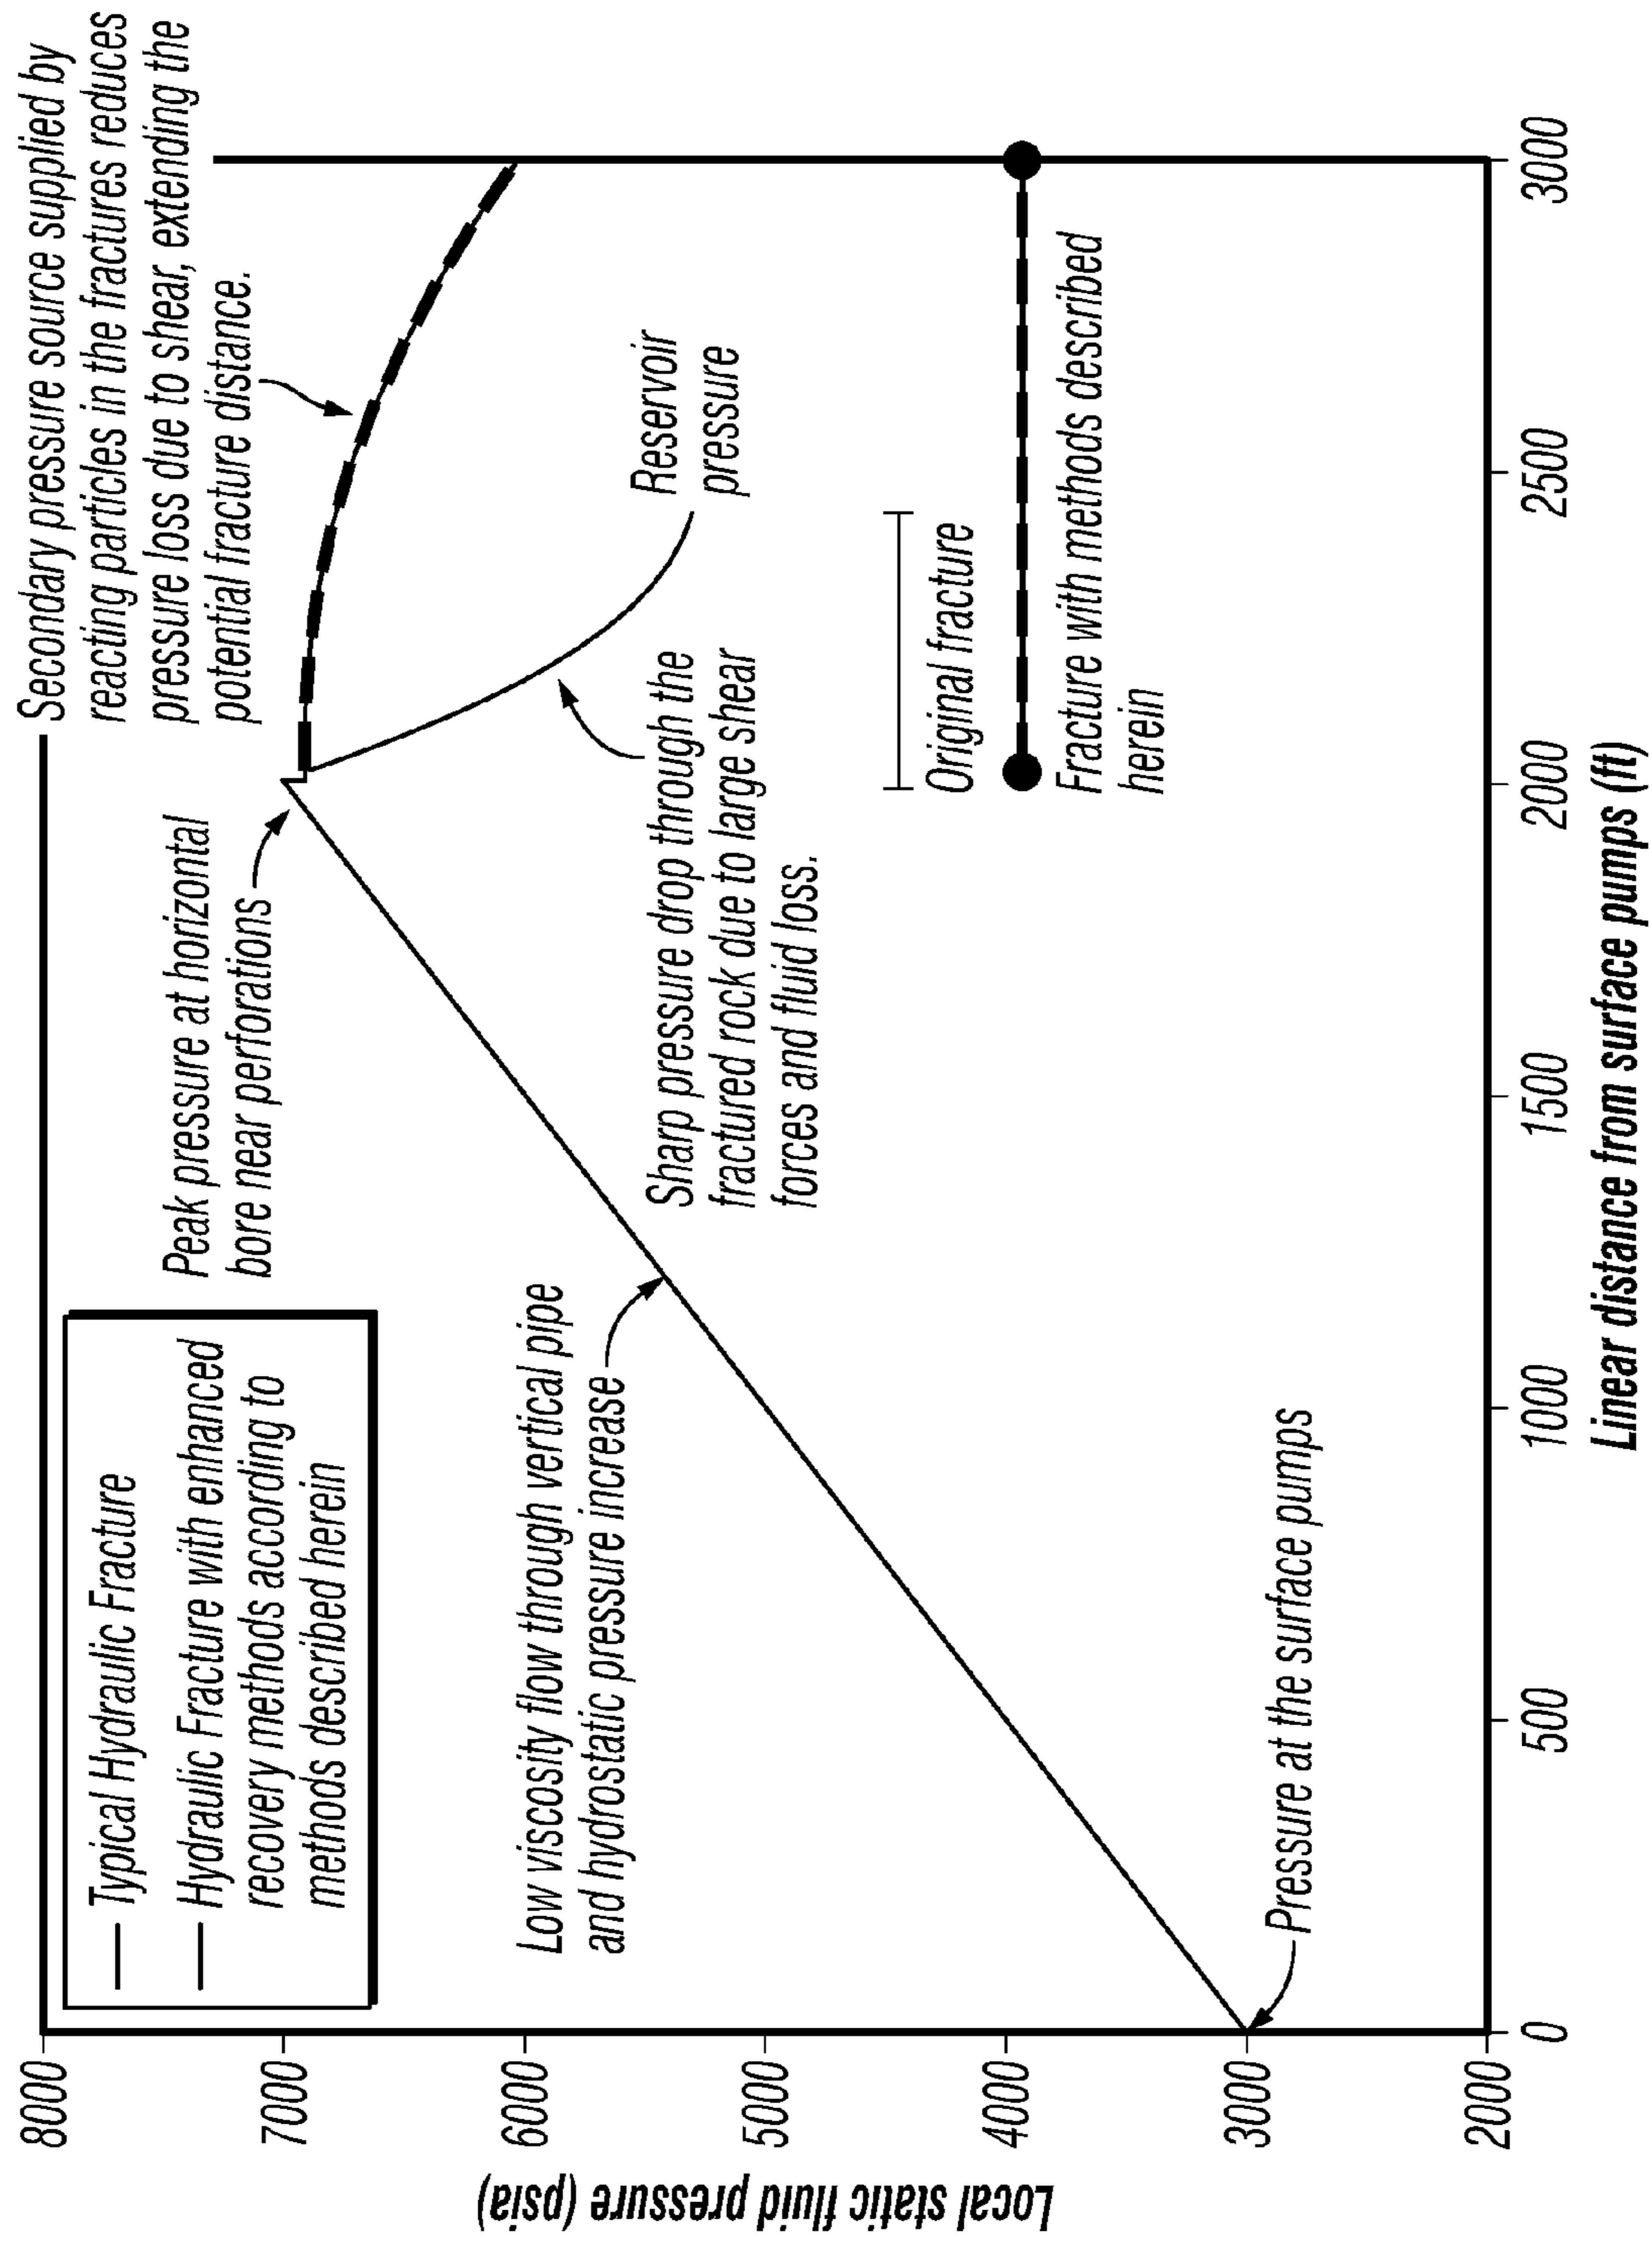 Secondary pressure source supplied by
reacting particles in the fractures reduces
pressure loss due to shear, extending the
potential fracture distance.
Typical Hydraulic Fracture
Hydraulic Fracture with enhanced
recovery methods according to
methods described herein
Peak pressure at horizontal
bore near perforations
Low viscosity flow through vertical pipe
and hydrostatic pressure increase
Reservoir
pressure
Sharp pressure drop through the
fractured rock due to large shear
forces and fluid loss.
Original fracture
Fracture with methods described
herein
Pressure at the surface pumps
8000
7000
6000
5000
4000
3000
2000
Local static fluid pressure (psia)
0
500
1000
1500
2000
2500
3000
Linear distance from surface pumps (ft)